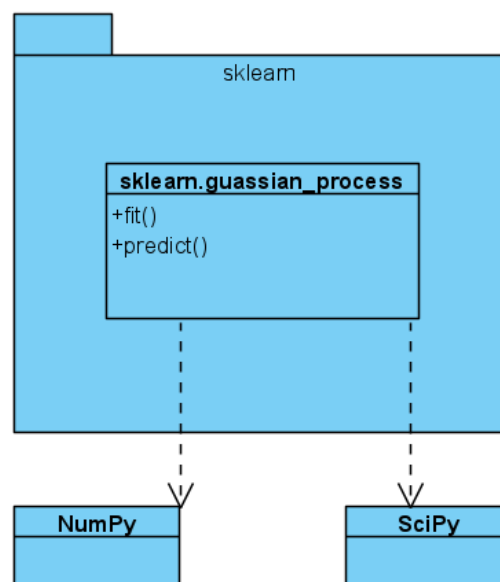 sklearn
sklearn.guassian_process
+fit()
+predict()
NumPy
SciPy